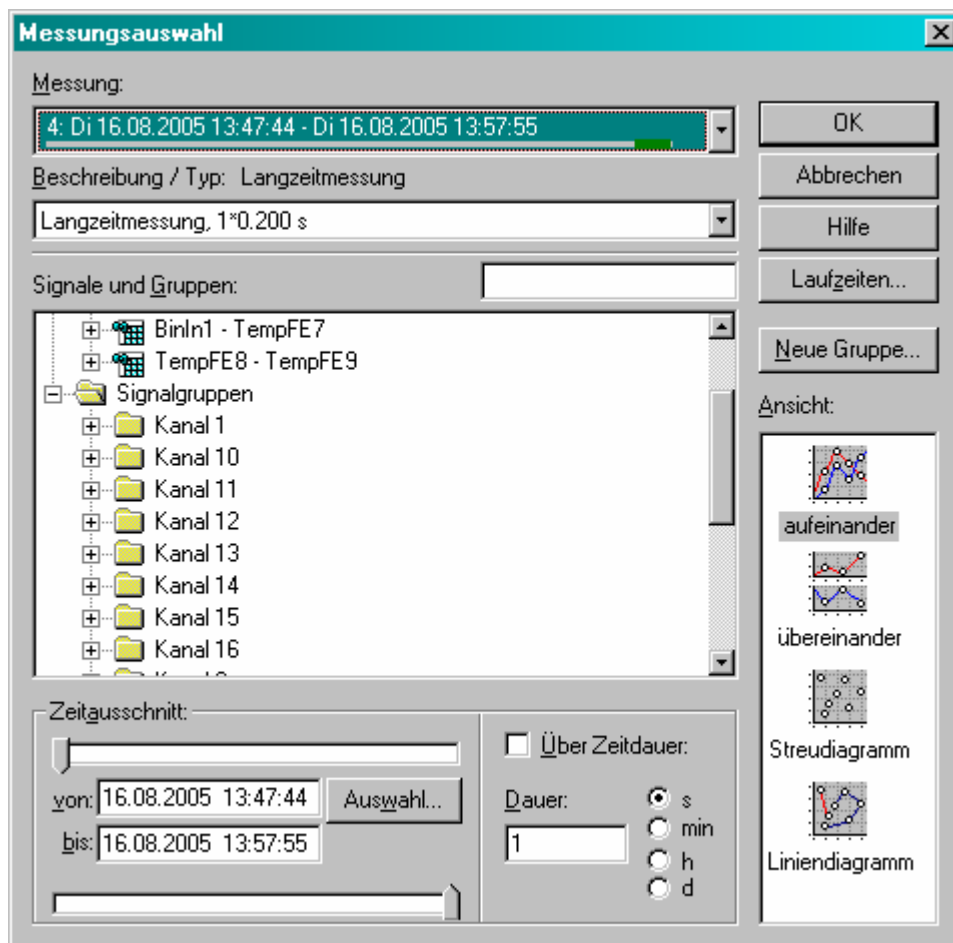 Messungsauswahl
Messung:
4: Di 16.08.2005 13:47:44 - Di 16.08.2005 13:57:55
Beschreibung / Typ: Langzeitmessung
Langzeitmessung, 1*0.200 s
Signale und Gruppen:
BinIn1 - TempFE7
TempFE8 - TempFE9
Signalgruppen
Kanal 1
Kanal 10
Kanal 11
Kanal 12
Kanal 13
Kanal 14
Kanal 15
Kanal 16
Zeitausschnitt:
von: 16.08.2005 13:47:44
Auswahl...
bis: 16.08.2005 13:57:55
Über Zeitdauer:
Dauer:
1
s
min
h
d
OK
Abbrechen
Hilfe
Laufzeiten...
Neue Gruppe...
Ansicht:
aufeinander
übereinander
Streudiagramm
Liniendiagramm